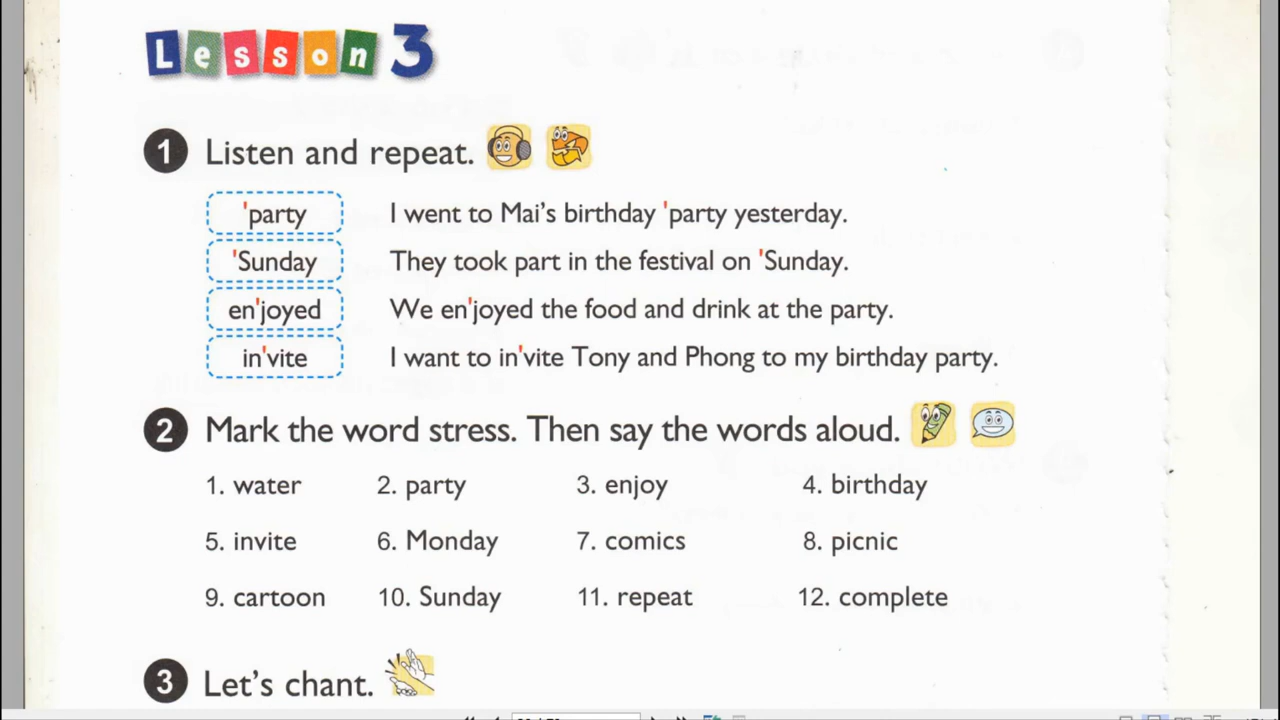 Lesson 3
1 Listen and repeat.
'party I went to Mai's birthday 'party yesterday.
'Sunday They took part in the festival on 'Sunday.
en'joyed We en'joyed the food and drink at the party.
in'vite I want to in'vite Tony and Phong to my birthday party.
2 Mark the word stress. Then say the words aloud.
1. water 2. party 3. enjoy 4. birthday
5. invite 6. Monday 7. comics 8. picnic
9. cartoon 10. Sunday 11. repeat 12. complete
3 Let's chant.